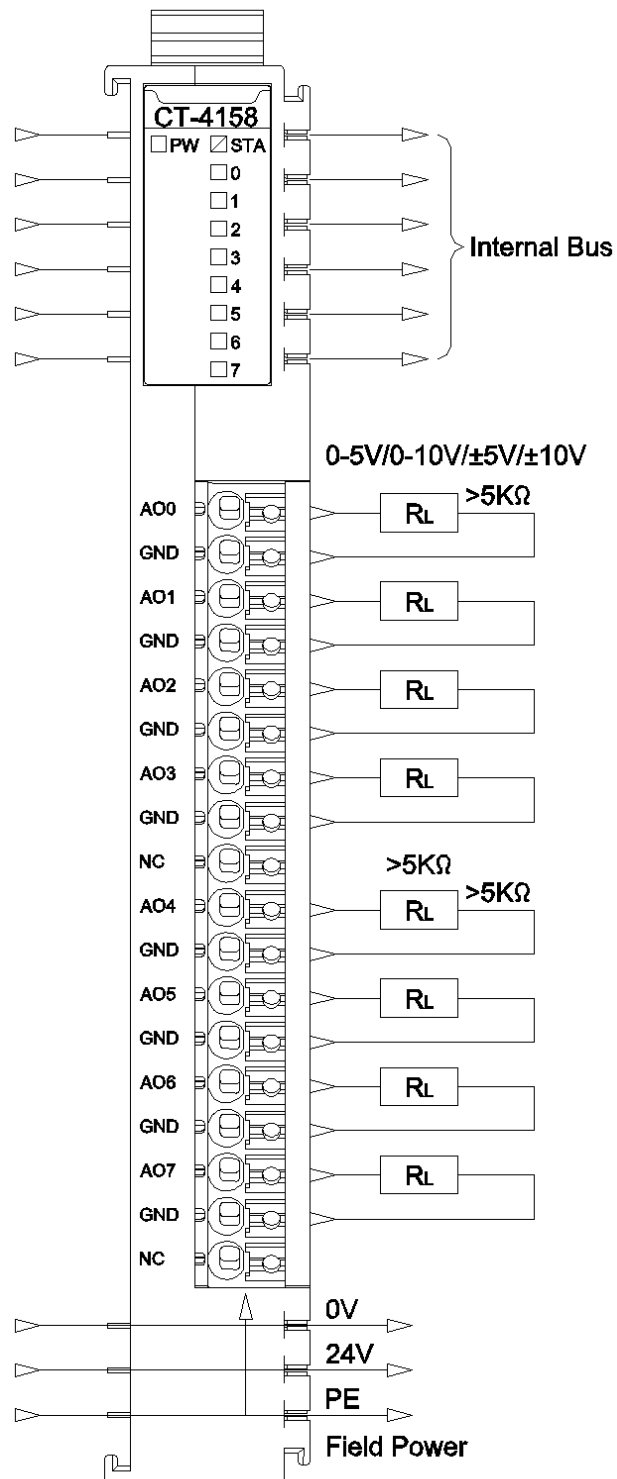 CT-4158
PW STA
0
1
2
3
4
5
6
7
Internal Bus
0-5V/0-10V/±5V/±10V
AO0 RL >5KΩ
GND
AO1 RL
GND
AO2 RL
GND
AO3 RL
GND
NC >5KΩ
AO4 RL >5KΩ
GND
AO5 RL
GND
AO6 RL
GND
AO7 RL
GND
NC
0V
24V
PE
Field Power